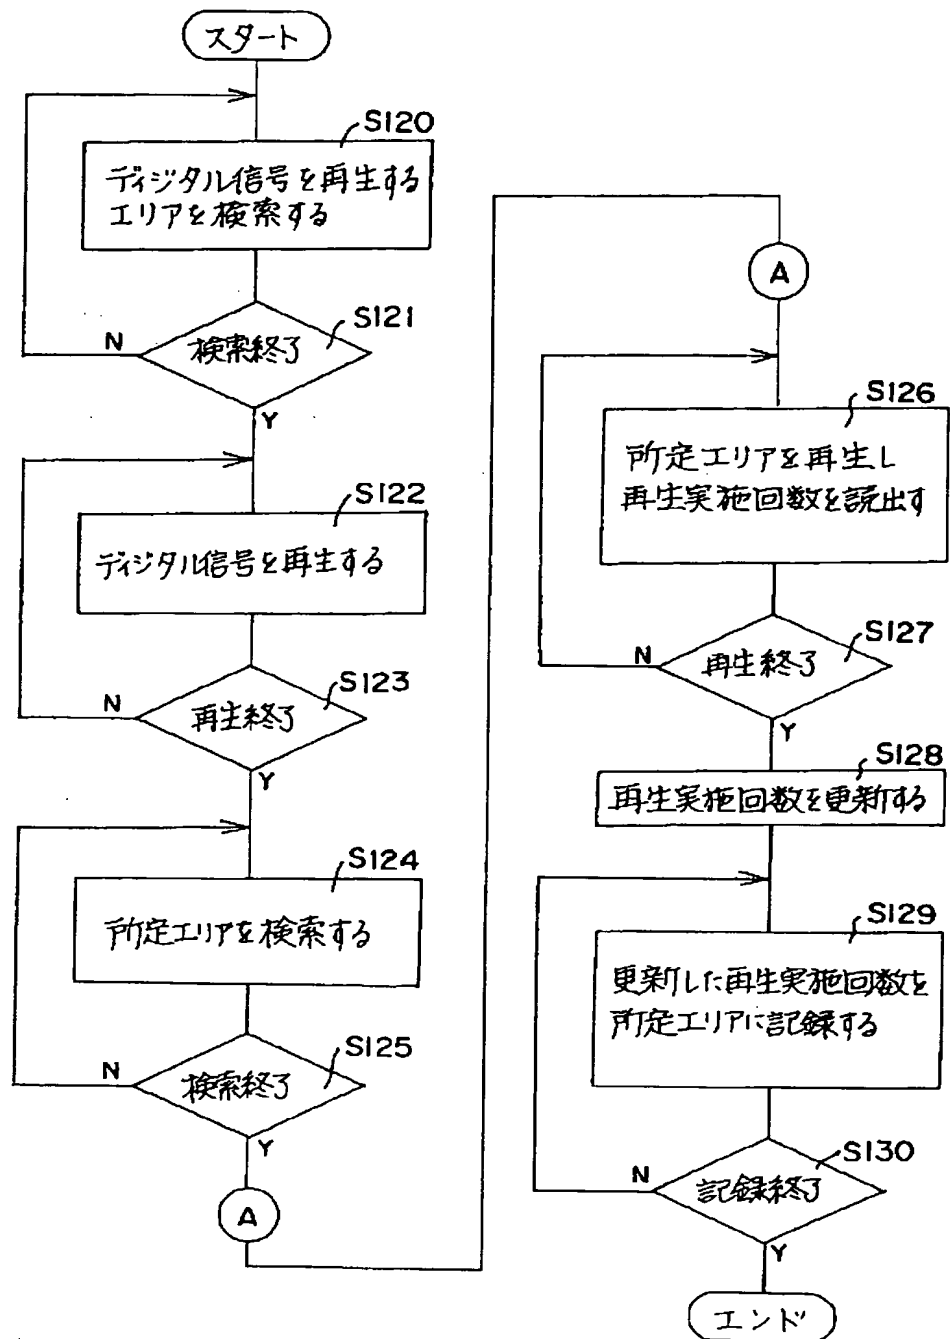 スタート
S120
ディジタル信号を再生する
エリアを検索する
S121
検索終了
N
Y
S122
ディジタル信号を再生する
S123
再生終了
N
Y
S124
所定エリアを検索する
S125
検索終了
N
Y
A
A
S126
所定エリアを再生し
再生実施回数を読出す
S127
再生終了
N
Y
S128
再生実施回数を更新する
S129
更新した再生実施回数を
所定エリアに記録する
S130
記録終了
N
Y
エンド